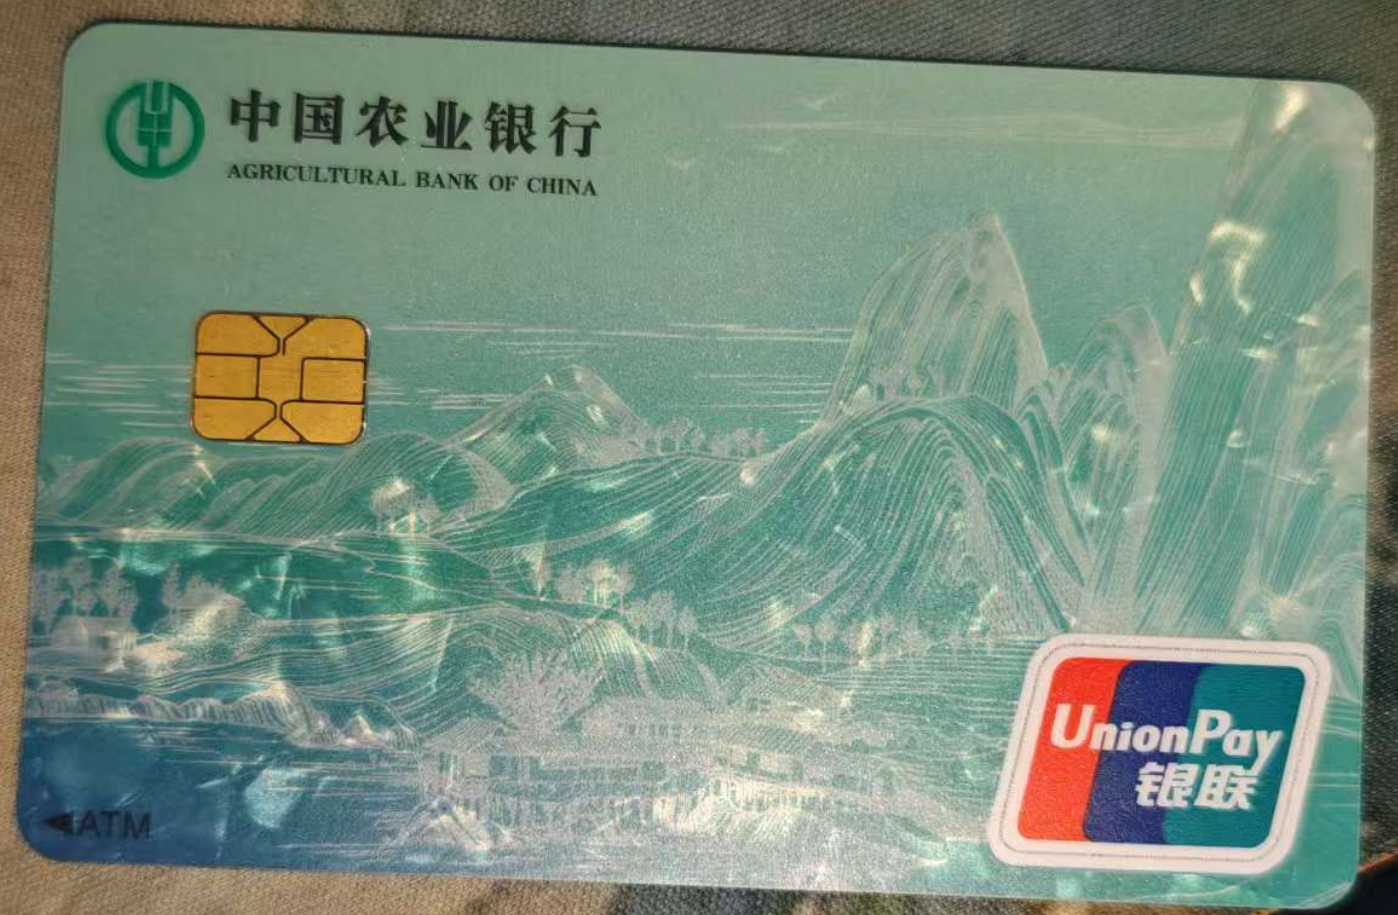 中国农业银行
AGRICULTURAL BANK OF CHINA
UnionPay
银联
ATM